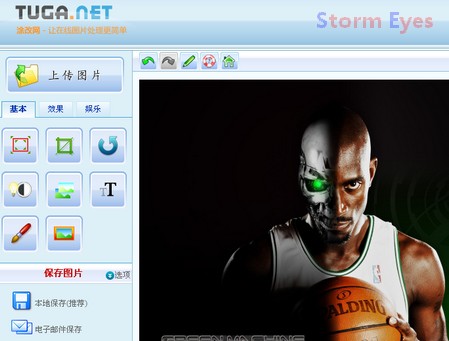 TUGA.NET
涂改网 - 让在线图片处理更简单
Storm Eyes
上传图片
基本 效果 娱乐
T T
保存图片 选项
SPALDING
本地保存(推荐)
GREEN MACHINE
电子邮件保存